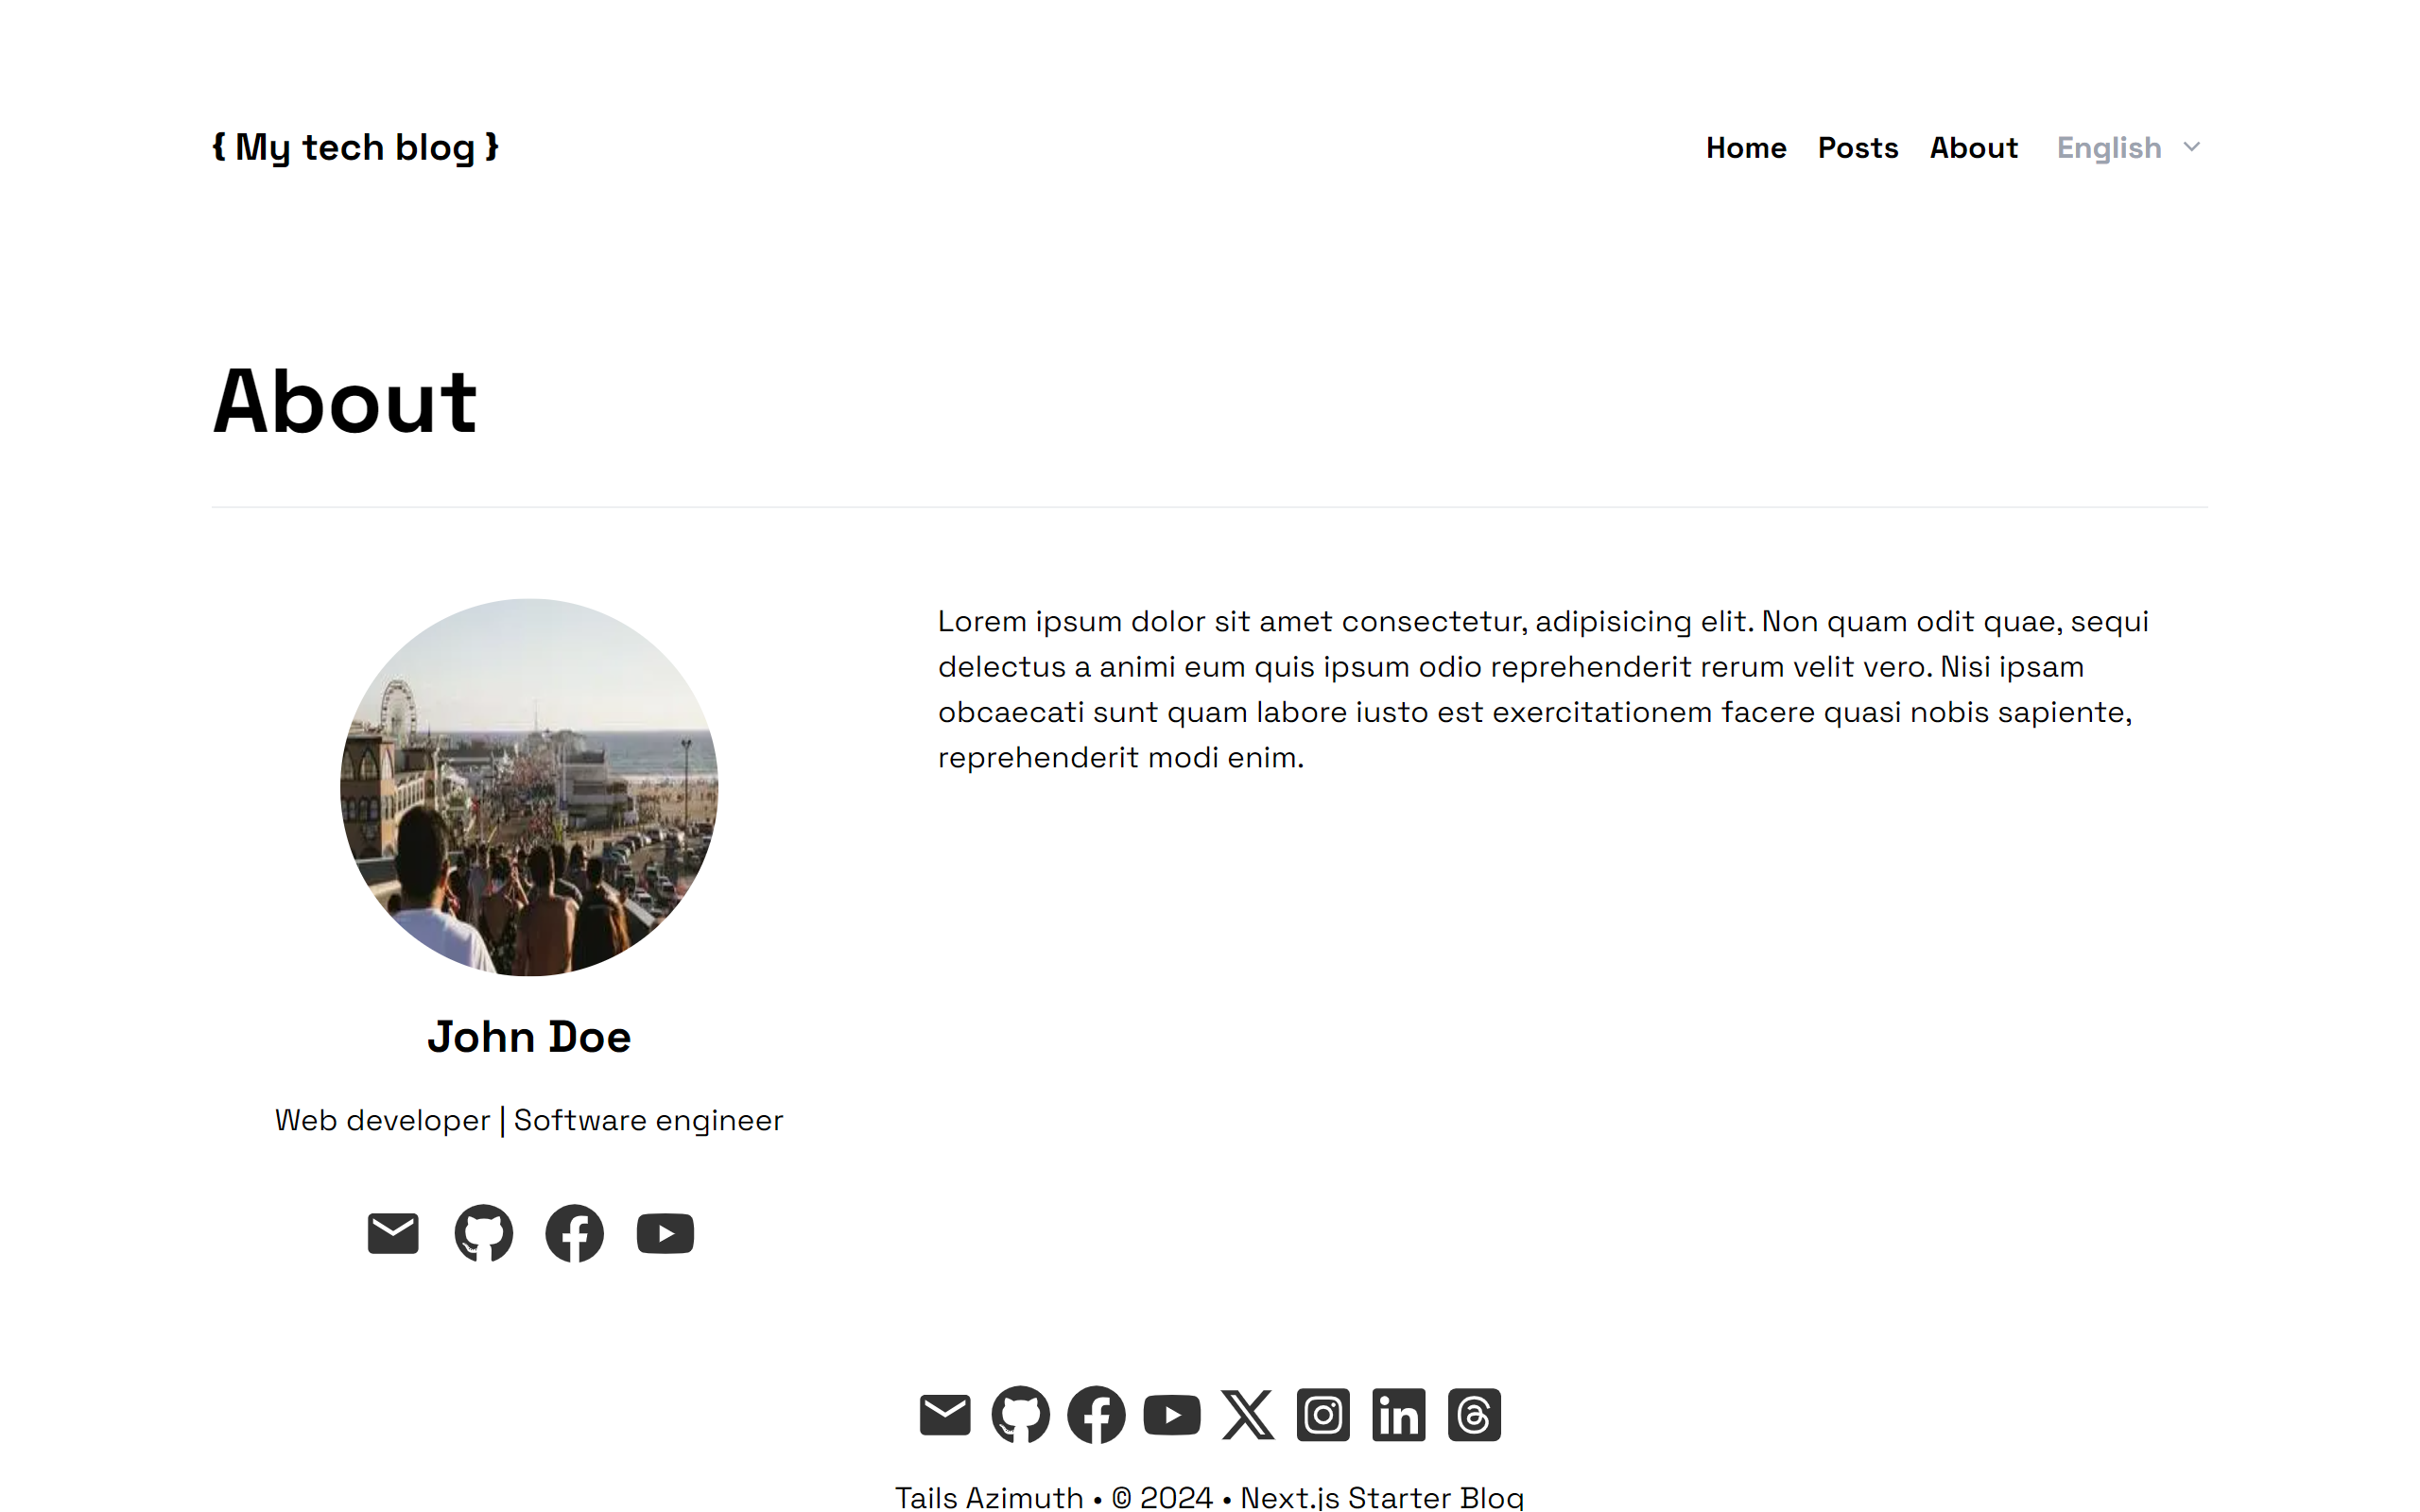 { My tech blog }
Home Posts About English
About
Lorem ipsum dolor sit amet consectetur, adipisicing elit. Non quam odit quae, sequi
delectus a animi eum quis ipsum odio reprehenderit rerum velit vero. Nisi ipsam
obcaecati sunt quam labore iusto est exercitationem facere quasi nobis sapiente,
reprehenderit modi enim.
John Doe
Web developer | Software engineer
Tails Azimuth • © 2024 • Next.js Starter Blog